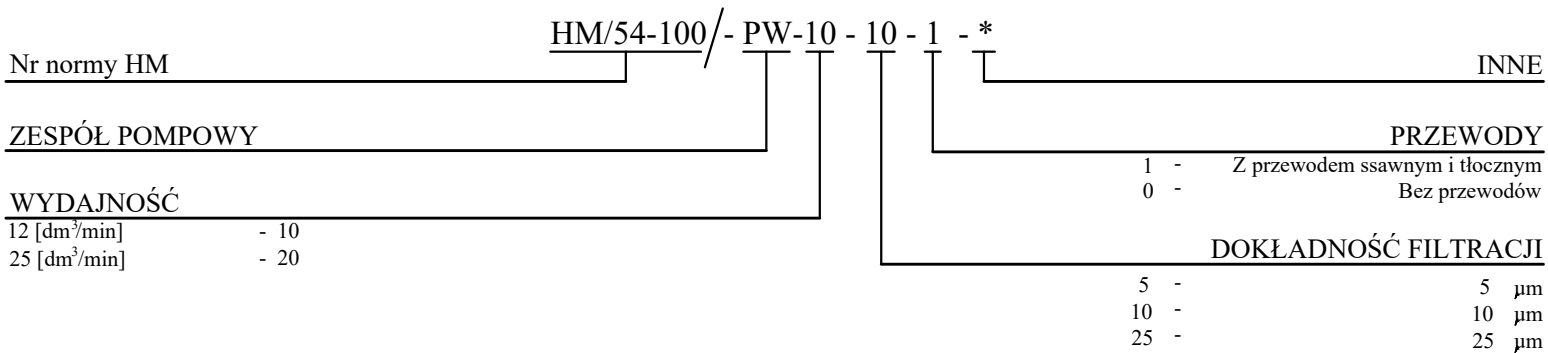 HM/54-100/- PW-10 - 10 - 1 - *
Nr normy HM
INNE
ZESPÓŁ POMPOWY
PRZEWODY
1 - Z przewodem ssawnym i tłocznym
0 - Bez przewodów
WYDAJNOŚĆ
12 [dm³/min] - 10
25 [dm³/min] - 20
DOKŁADNOŚĆ FILTRACJI
5 - 5 µm
10 - 10 µm
25 - 25 µm